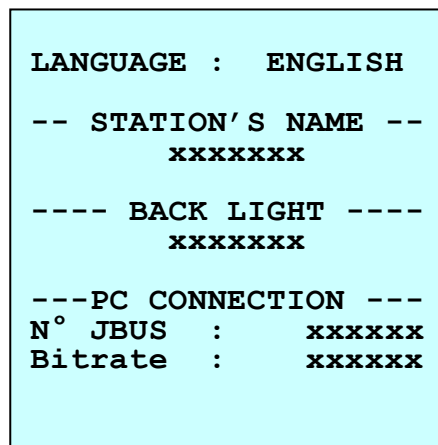 LANGUAGE : ENGLISH
-- STATION’S NAME --
xxxxxxx
---- BACK LIGHT ----
xxxxxxx
---PC CONNECTION ---
N° JBUS : xxxxxx
Bitrate : xxxxxx